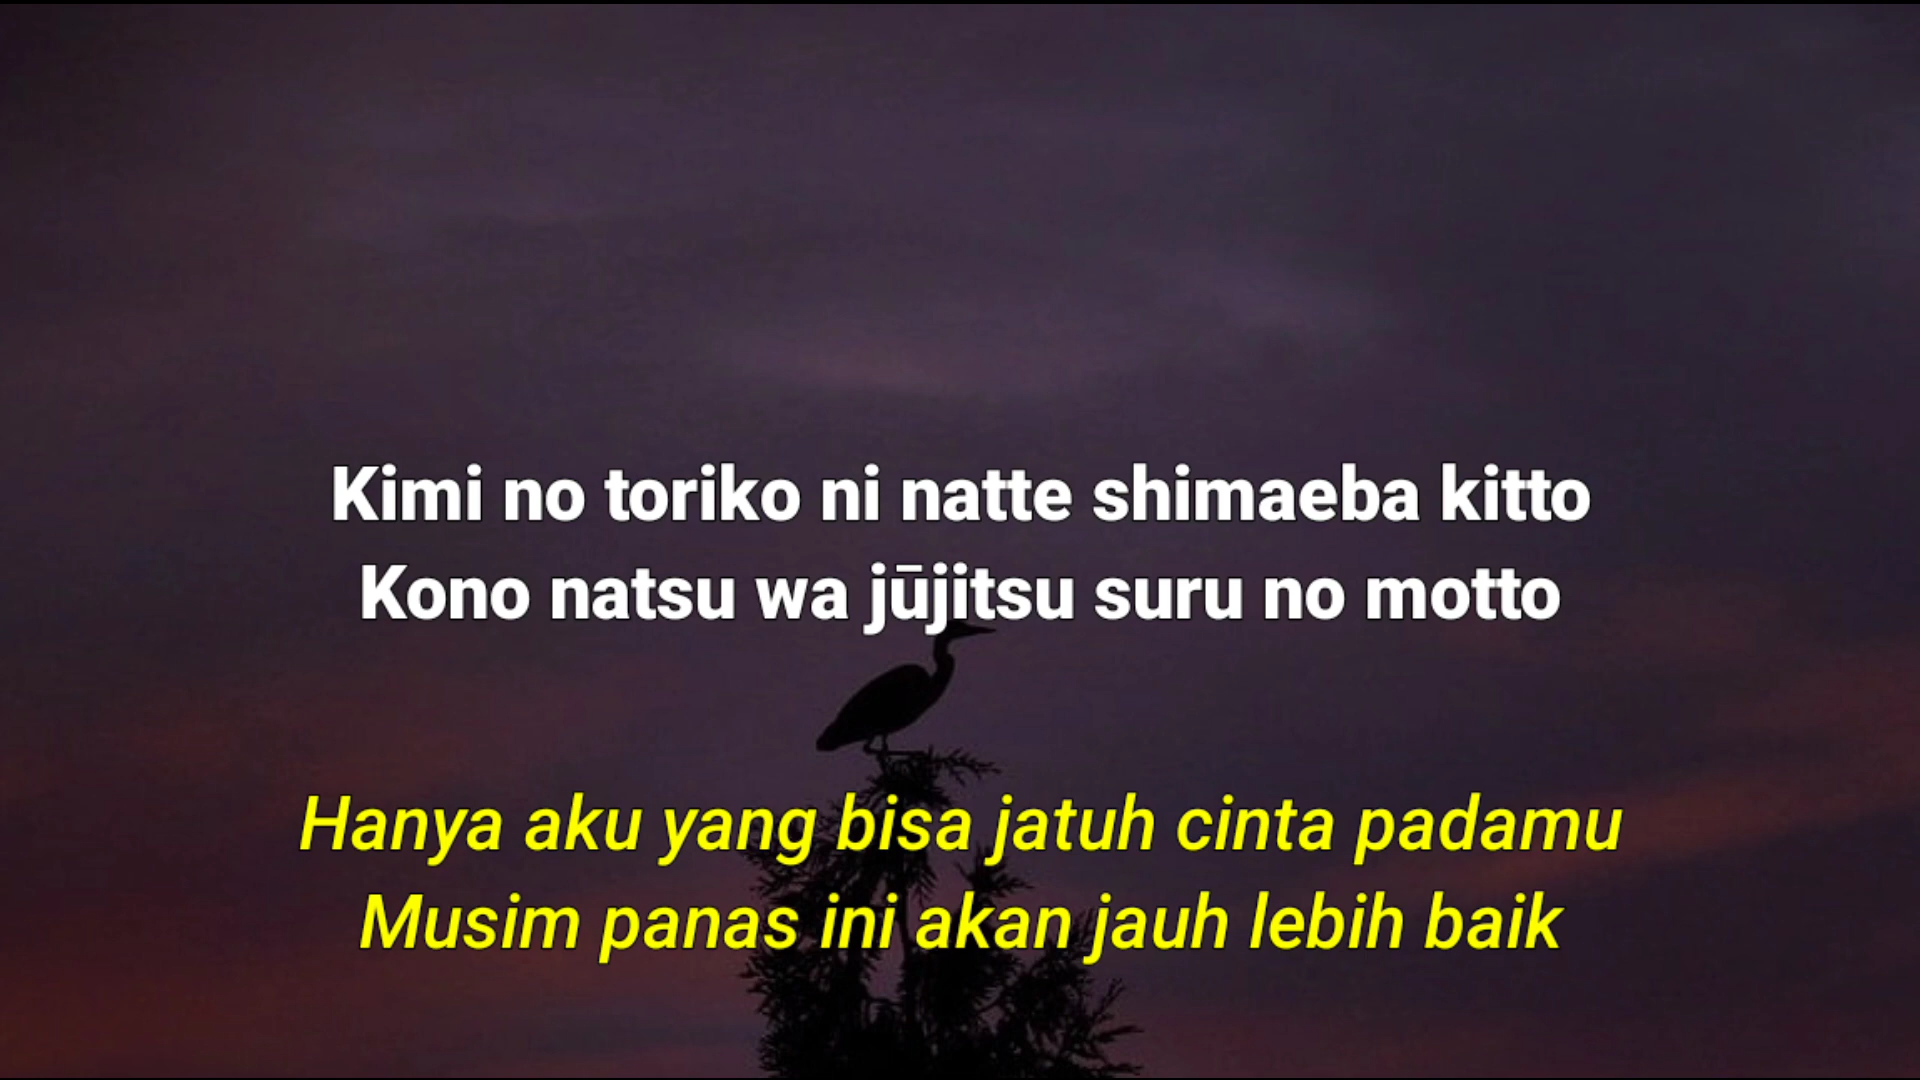 Kimi no toriko ni natte shimaeba kitto
Kono natsu wa jūjitsu suru no motto
Hanya aku yang bisa jatuh cinta padamu
Musim panas ini akan jauh lebih baik